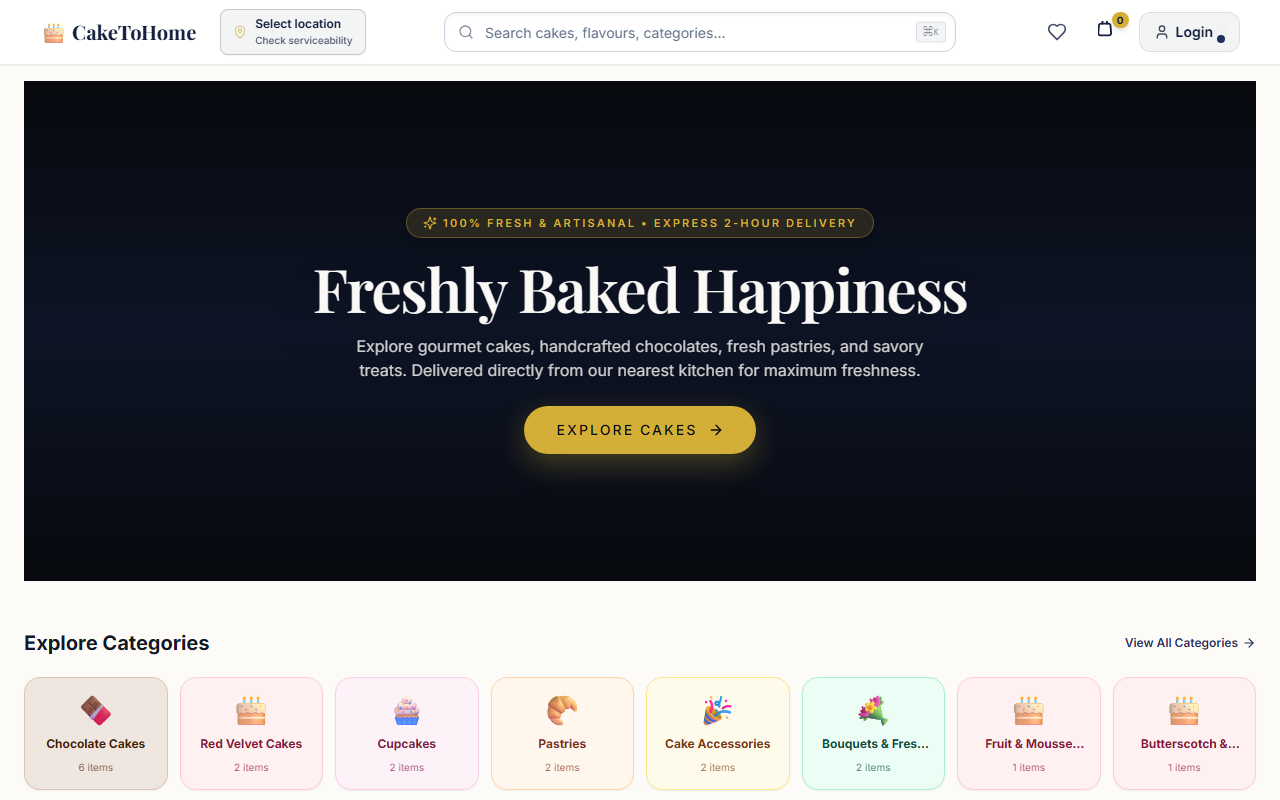 CakeToHome
Select location
Check serviceability
Search cakes, flavours, categories...
⌘K
0
Login
100% FRESH & ARTISANAL • EXPRESS 2-HOUR DELIVERY
Freshly Baked Happiness
Explore gourmet cakes, handcrafted chocolates, fresh pastries, and savory
treats. Delivered directly from our nearest kitchen for maximum freshness.
EXPLORE CAKES
Explore Categories
View All Categories
Chocolate Cakes
6 items
Red Velvet Cakes
2 items
Cupcakes
2 items
Pastries
2 items
Cake Accessories
2 items
Bouquets & Fres...
2 items
Fruit & Mousse...
1 items
Butterscotch &...
1 items